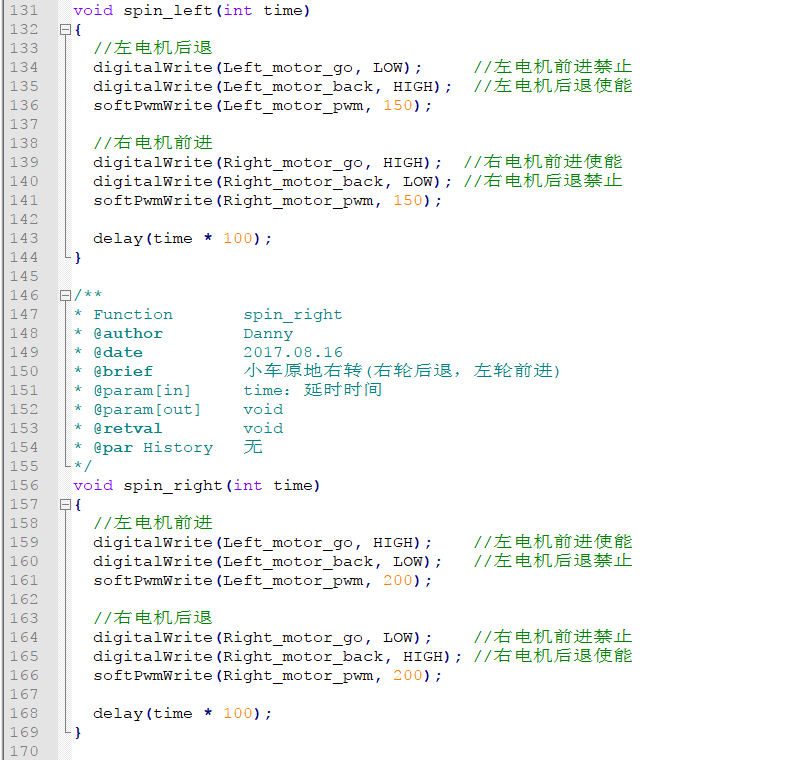 131 void spin_left(int time)
132 {
133   //左电机后退
134   digitalWrite(Left_motor_go, LOW);     //左电机前进禁止
135   digitalWrite(Left_motor_back, HIGH);  //左电机后退使能
136   softPwmWrite(Left_motor_pwm, 150);
137
138   //右电机前进
139   digitalWrite(Right_motor_go, HIGH);  //右电机前进使能
140   digitalWrite(Right_motor_back, LOW); //右电机后退禁止
141   softPwmWrite(Right_motor_pwm, 150);
142
143   delay(time * 100);
144 }
145
146 /**
147 * Function       spin_right
148 * @author        Danny
149 * @date          2017.08.16
150 * @brief         小车原地右转(右轮后退，左轮前进)
151 * @param[in]     time：延时时间
152 * @param[out]    void
153 * @retval        void
154 * @par History   无
155 */
156 void spin_right(int time)
157 {
158   //左电机前进
159   digitalWrite(Left_motor_go, HIGH);    //左电机前进使能
160   digitalWrite(Left_motor_back, LOW);   //左电机后退禁止
161   softPwmWrite(Left_motor_pwm, 200);
162
163   //右电机后退
164   digitalWrite(Right_motor_go, LOW);    //右电机前进禁止
165   digitalWrite(Right_motor_back, HIGH); //右电机后退使能
166   softPwmWrite(Right_motor_pwm, 200);
167
168   delay(time * 100);
169 }
170